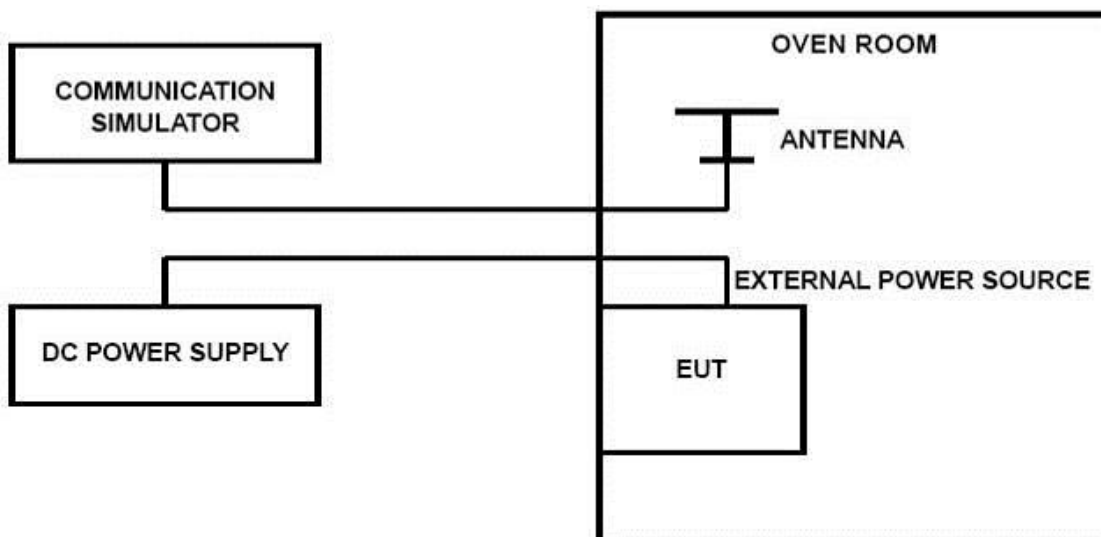 OVEN ROOM
COMMUNICATION
SIMULATOR
ANTENNA
EXTERNAL POWER SOURCE
DC POWER SUPPLY
EUT